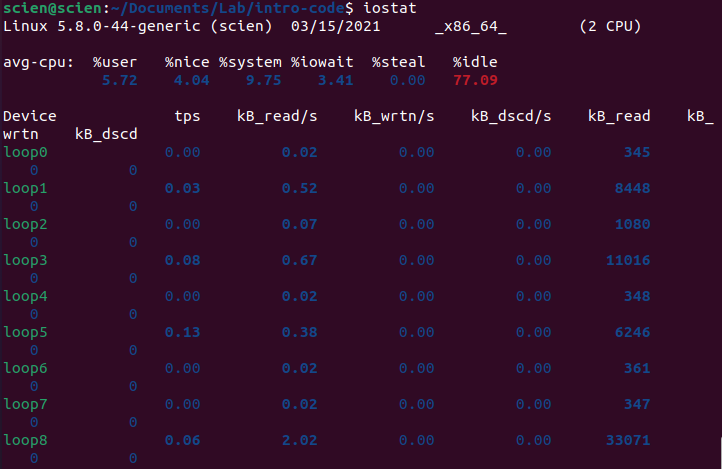 scien@scien:~/Documents/Lab/intro-code$ iostat
Linux 5.8.0-44-generic (scien)  03/15/2021      _x86_64_        (2 CPU)

avg-cpu:  %user   %nice %system %iowait  %steal   %idle
           5.72    4.04    9.75    3.41    0.00   77.09

Device             tps    kB_read/s    kB_wrtn/s    kB_dscd/s    kB_read    kB_
wrtn    kB_dscd
loop0             0.00         0.02         0.00         0.00        345
   0          0
loop1             0.03         0.52         0.00         0.00       8448
   0          0
loop2             0.00         0.07         0.00         0.00       1080
   0          0
loop3             0.08         0.67         0.00         0.00      11016
   0          0
loop4             0.00         0.02         0.00         0.00        348
   0          0
loop5             0.13         0.38         0.00         0.00       6246
   0          0
loop6             0.00         0.02         0.00         0.00        361
   0          0
loop7             0.00         0.02         0.00         0.00        347
   0          0
loop8             0.06         2.02         0.00         0.00      33071
   0          0